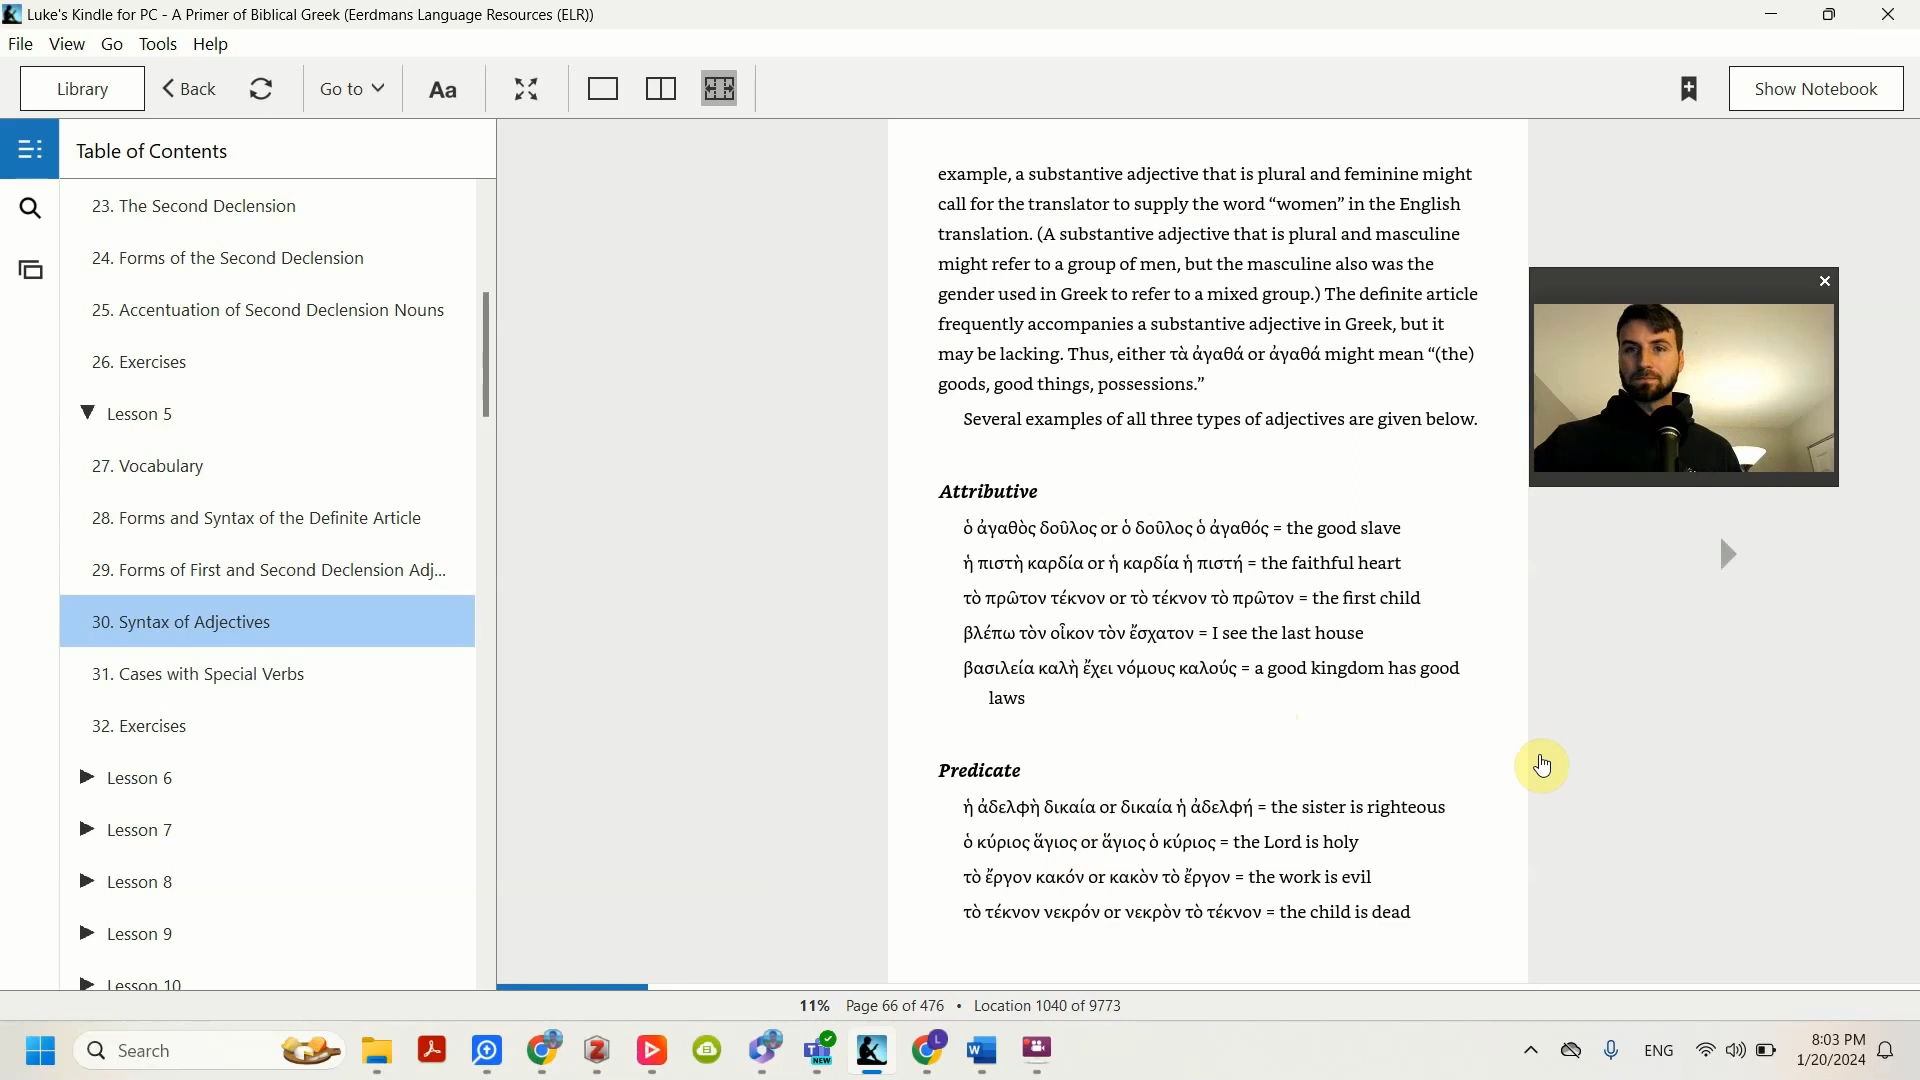 Luke's Kindle for PC - A Primer of Biblical Greek (Eerdmans Language Resources (ELR))
File View Go Tools Help
Library Back Go to Aa Show Notebook
Table of Contents
23. The Second Declension
24. Forms of the Second Declension
25. Accentuation of Second Declension Nouns
26. Exercises
Lesson 5
27. Vocabulary
28. Forms and Syntax of the Definite Article
29. Forms of First and Second Declension Adj...
30. Syntax of Adjectives
31. Cases with Special Verbs
32. Exercises
Lesson 6
Lesson 7
Lesson 8
Lesson 9
Lesson 10
example, a substantive adjective that is plural and feminine might
call for the translator to supply the word “women” in the English
translation. (A substantive adjective that is plural and masculine
might refer to a group of men, but the masculine also was the
gender used in Greek to refer to a mixed group.) The definite article
frequently accompanies a substantive adjective in Greek, but it
may be lacking. Thus, either τὰ ἀγαθά or ἀγαθά might mean “(the)
goods, good things, possessions.”
Several examples of all three types of adjectives are given below.
Attributive
ὁ ἀγαθὸς δοῦλος or ὁ δοῦλος ὁ ἀγαθός = the good slave
ἡ πιστὴ καρδία or ἡ καρδία ἡ πιστή = the faithful heart
τὸ πρῶτον τέκνον or τὸ τέκνον τὸ πρῶτον = the first child
βλέπω τὸν οἶκον τὸν ἔσχατον = I see the last house
βασιλεία καλὴ ἔχει νόμους καλούς = a good kingdom has good
laws
Predicate
ἡ ἀδελφὴ δικαία or δικαία ἡ ἀδελφή = the sister is righteous
ὁ κύριος ἅγιος or ἅγιος ὁ κύριος = the Lord is holy
τὸ ἔργον κακόν or κακὸν τὸ ἔργον = the work is evil
τὸ τέκνον νεκρόν or νεκρὸν τὸ τέκνον = the child is dead
11% Page 66 of 476 • Location 1040 of 9773
Search
NEW
L
ENG
8:03 PM
1/20/2024